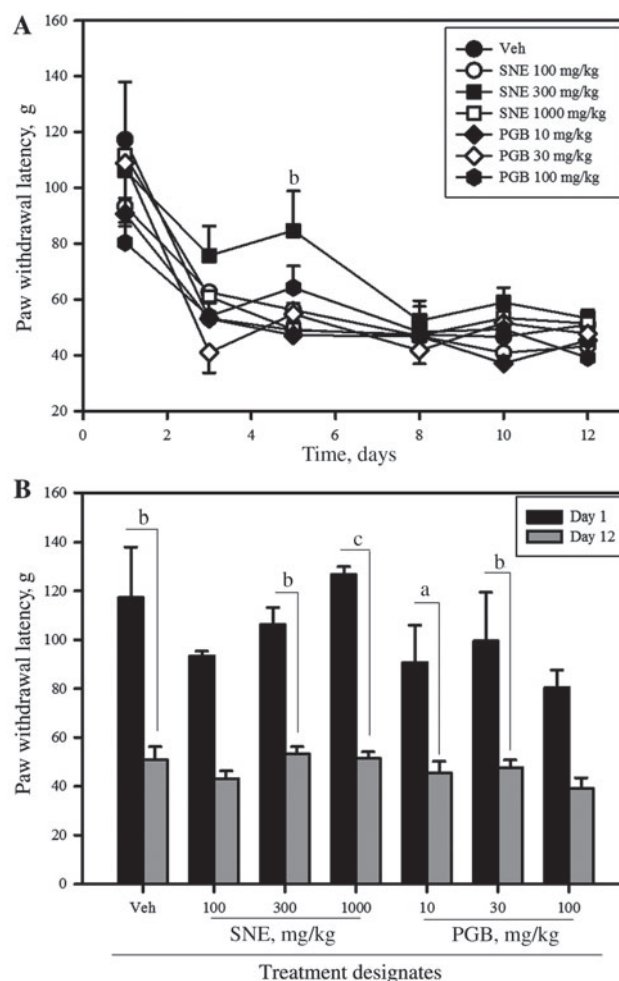 A
160
140
120
100
80
60
40
20
Paw withdrawal latency, g
b
Veh
SNE 100 mg/kg
SNE 300 mg/kg
SNE 1000 mg/kg
PGB 10 mg/kg
PGB 30 mg/kg
PGB 100 mg/kg
0 2 4 6 8 10 12
Time, days
B
160
140
120
100
80
60
40
20
0
Paw withdrawal latency, g
Day 1
Day 12
b b c a b
Veh 100 300 1000 10 30 100
SNE, mg/kg PGB, mg/kg
Treatment designates